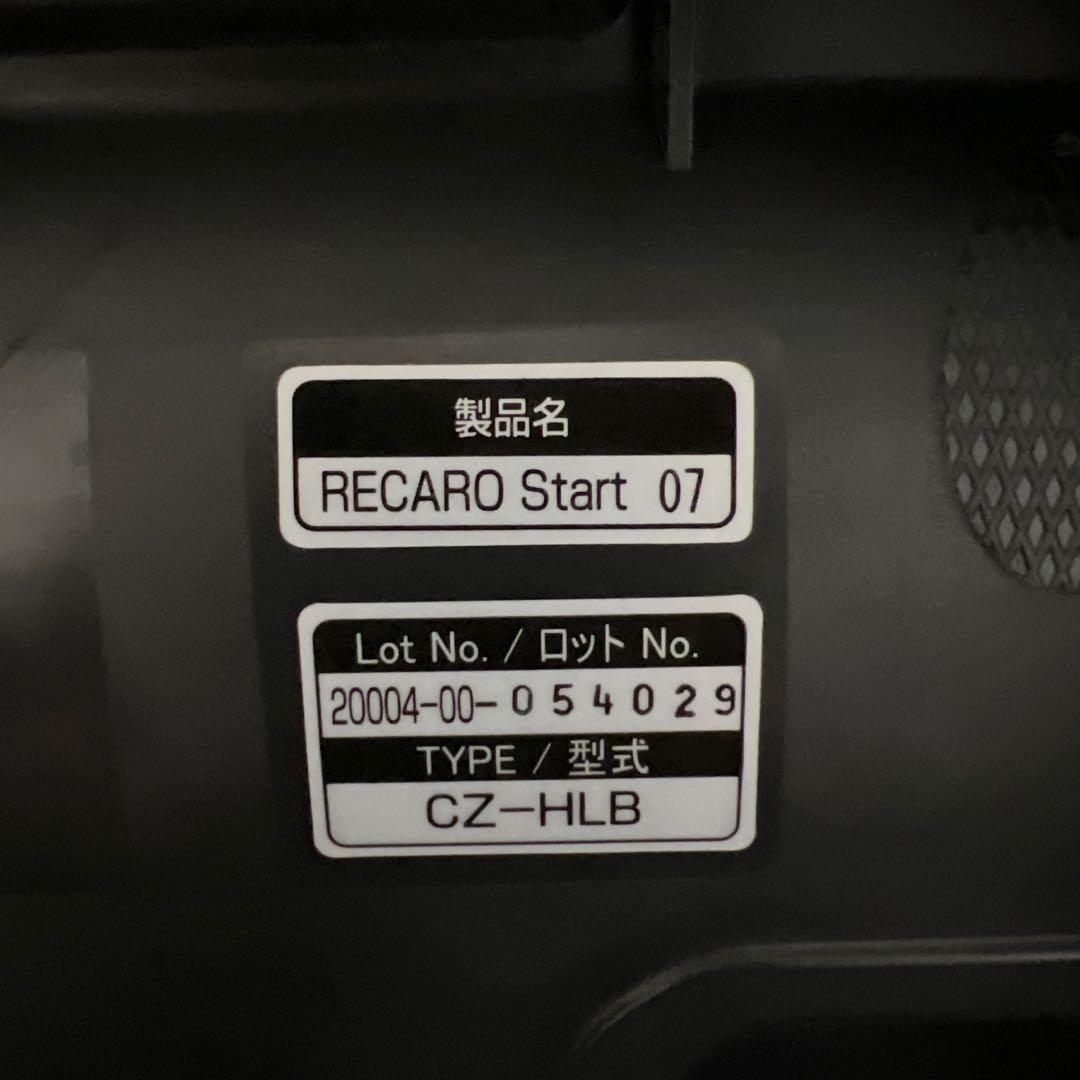 製品名
RECARO Start 07
Lot No. / ロット No.
20004-00-054029
TYPE / 型式
CZ-HLB